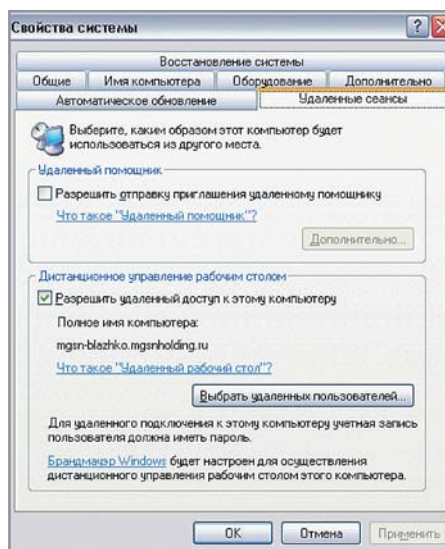 Свойства системы
Восстановление системы
Общие Имя компьютера Оборудование Дополнительно
Автоматическое обновление Удаленные сеансы
Выберите, каким образом этот компьютер будет
использоваться из другого места.
Удаленный помощник
Разрешить отправку приглашения удаленному помощнику
Что такое "Удаленный помощник"?
Дополнительно...
Дистанционное управление рабочим столом
Разрешить удаленный доступ к этому компьютеру
Полное имя компьютера:
mgsn-blazhko.mgsnholding.ru
Что такое "Удаленный рабочий стол"?
Выбрать удаленных пользователей...
Для удаленного подключения к этому компьютеру учетная запись
пользователя должна иметь пароль.
Брандмауэр Windows будет настроен для осуществления
дистанционного управления рабочим столом этого компьютера.
OK Отмена Применить